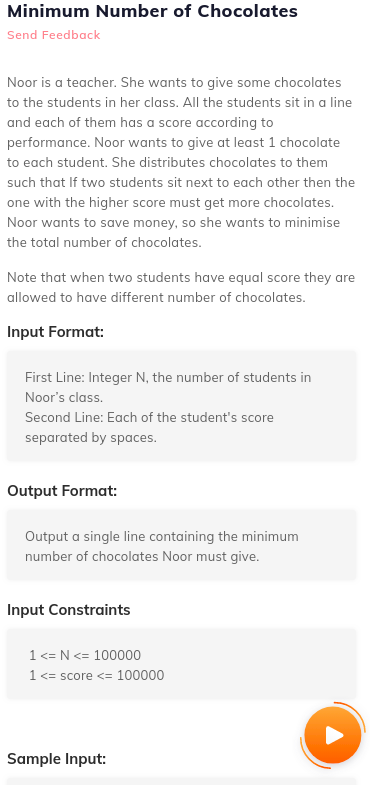 Minimum Number of Chocolates
Send Feedback
Noor is a teacher. She wants to give some chocolates
to the students in her class. All the students sit in a line
and each of them has a score according to
performance. Noor wants to give at least 1 chocolate
to each student. She distributes chocolates to them
such that If two students sit next to each other then the
one with the higher score must get more chocolates.
Noor wants to save money, so she wants to minimise
the total number of chocolates.
Note that when two students have equal score they are
allowed to have different number of chocolates.
Input Format:
First Line: Integer N, the number of students in
Noor’s class.
Second Line: Each of the student's score
separated by spaces.
Output Format:
Output a single line containing the minimum
number of chocolates Noor must give.
Input Constraints
1 <= N <= 100000
1 <= score <= 100000
Sample Input: